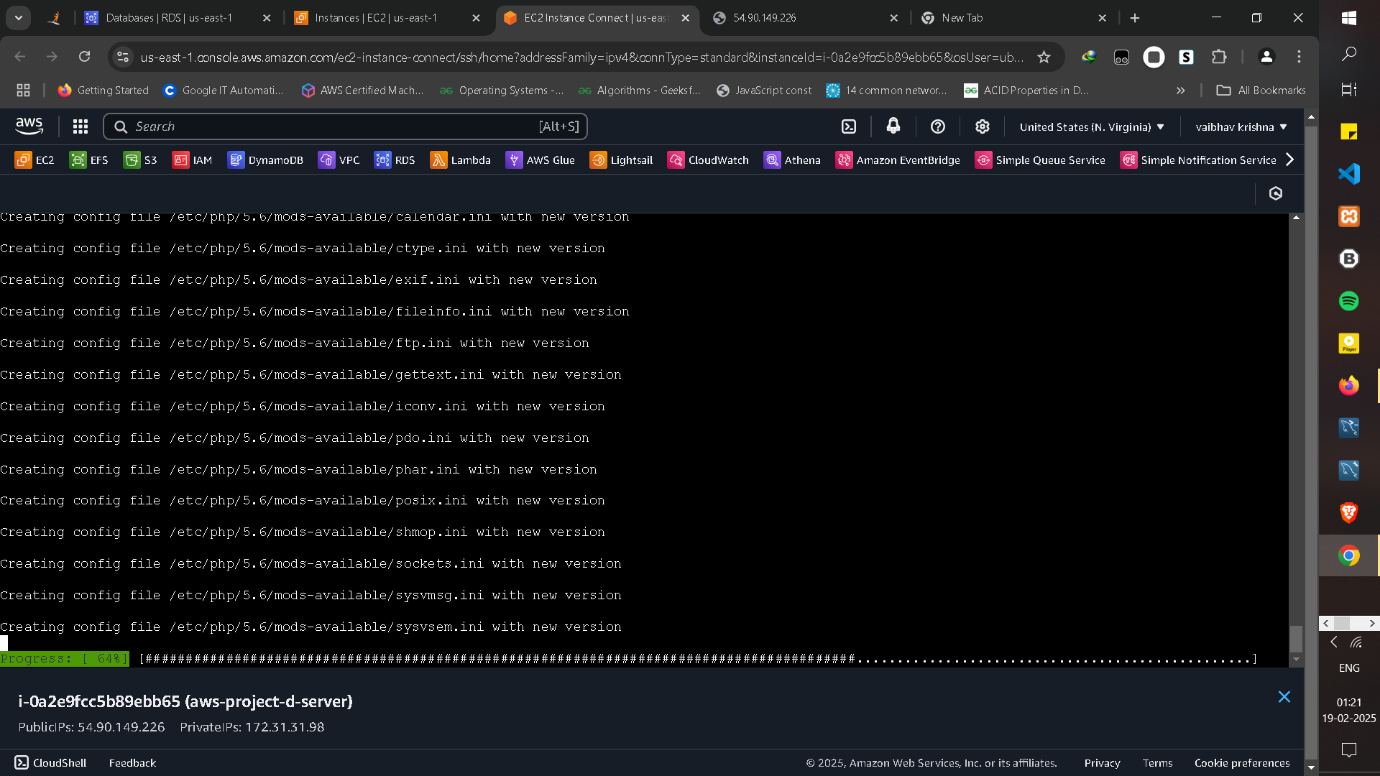 Databases | RDS | us-east-1
Instances | EC2 | us-east-1
EC2 Instance Connect | us-eas
54.90.149.226
New Tab
us-east-1.console.aws.amazon.com/ec2-instance-connect/ssh/home?addressFamily=ipv4&connType=standard&instanceId=i-0a2e9fcc5b89ebb65&osUser=ub...
Getting Started
Google IT Automati...
AWS Certified Mach...
Operating Systems -...
Algorithms - Geeksf...
JavaScript const
14 common networ...
ACID Properties in D...
All Bookmarks
aws
Search
[Alt+S]
United States (N. Virginia)
vaibhav krishna
EC2
EFS
S3
IAM
DynamoDB
VPC
RDS
Lambda
AWS Glue
Lightsail
CloudWatch
Athena
Amazon EventBridge
Simple Queue Service
Simple Notification Service
Creating config file /etc/php/5.6/mods-available/calendar.ini with new version
Creating config file /etc/php/5.6/mods-available/ctype.ini with new version
Creating config file /etc/php/5.6/mods-available/exif.ini with new version
Creating config file /etc/php/5.6/mods-available/fileinfo.ini with new version
Creating config file /etc/php/5.6/mods-available/ftp.ini with new version
Creating config file /etc/php/5.6/mods-available/gettext.ini with new version
Creating config file /etc/php/5.6/mods-available/iconv.ini with new version
Creating config file /etc/php/5.6/mods-available/pdo.ini with new version
Creating config file /etc/php/5.6/mods-available/phar.ini with new version
Creating config file /etc/php/5.6/mods-available/posix.ini with new version
Creating config file /etc/php/5.6/mods-available/shmop.ini with new version
Creating config file /etc/php/5.6/mods-available/sockets.ini with new version
Creating config file /etc/php/5.6/mods-available/sysvmsg.ini with new version
Creating config file /etc/php/5.6/mods-available/sysvsem.ini with new version
Progress: [ 64%] [########################################################################################.................................................]
i-0a2e9fcc5b89ebb65 (aws-project-d-server)
PublicIPs: 54.90.149.226 PrivateIPs: 172.31.31.98
CloudShell
Feedback
© 2025, Amazon Web Services, Inc. or its affiliates.
Privacy
Terms
Cookie preferences
ENG
01:21
19-02-2025